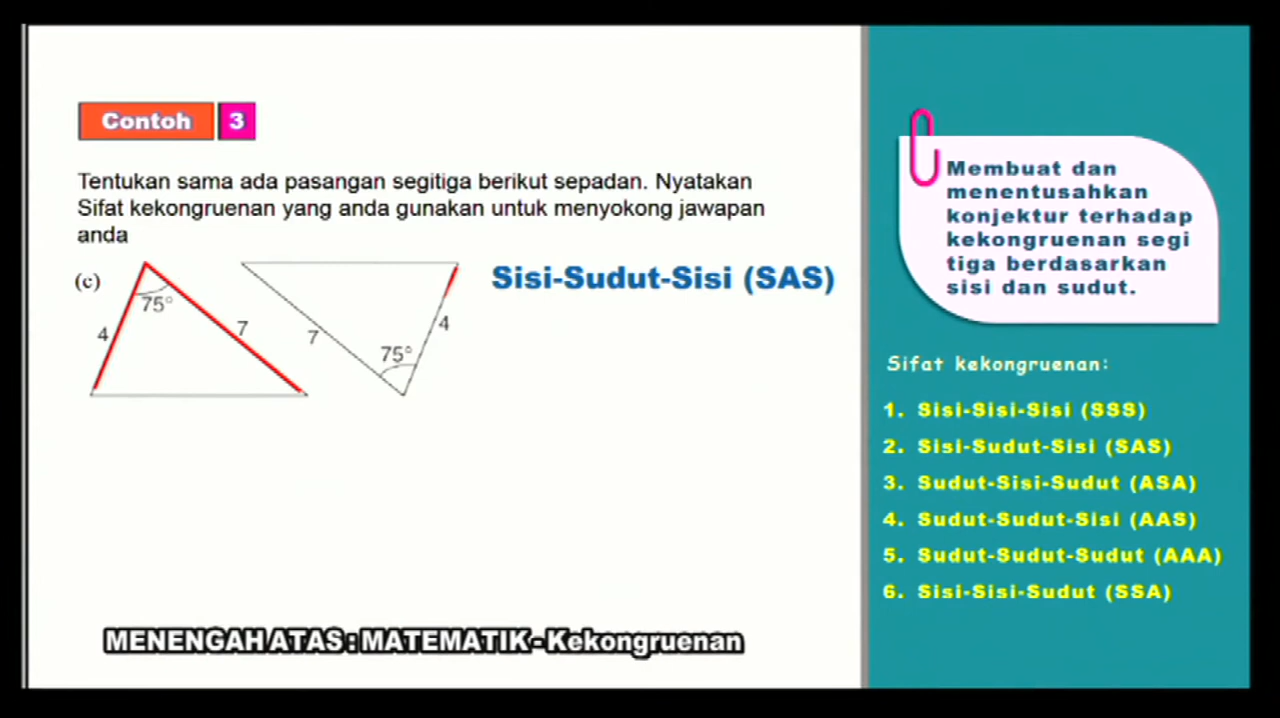 Contoh 3
Tentukan sama ada pasangan segitiga berikut sepadan. Nyatakan
Sifat kekongruenan yang anda gunakan untuk menyokong jawapan
anda
(c)
75°
4
7
7
75°
4
Sisi-Sudut-Sisi (SAS)
MENENGAH ATAS : MATEMATIK - Kekongruenan
Membuat dan
menentusahkan
konjektur terhadap
kekongruenan segi
tiga berdasarkan
sisi dan sudut.
Sifat kekongruenan:
1. Sisi-Sisi-Sisi (SSS)
2. Sisi-Sudut-Sisi (SAS)
3. Sudut-Sisi-Sudut (ASA)
4. Sudut-Sudut-Sisi (AAS)
5. Sudut-Sudut-Sudut (AAA)
6. Sisi-Sisi-Sudut (SSA)